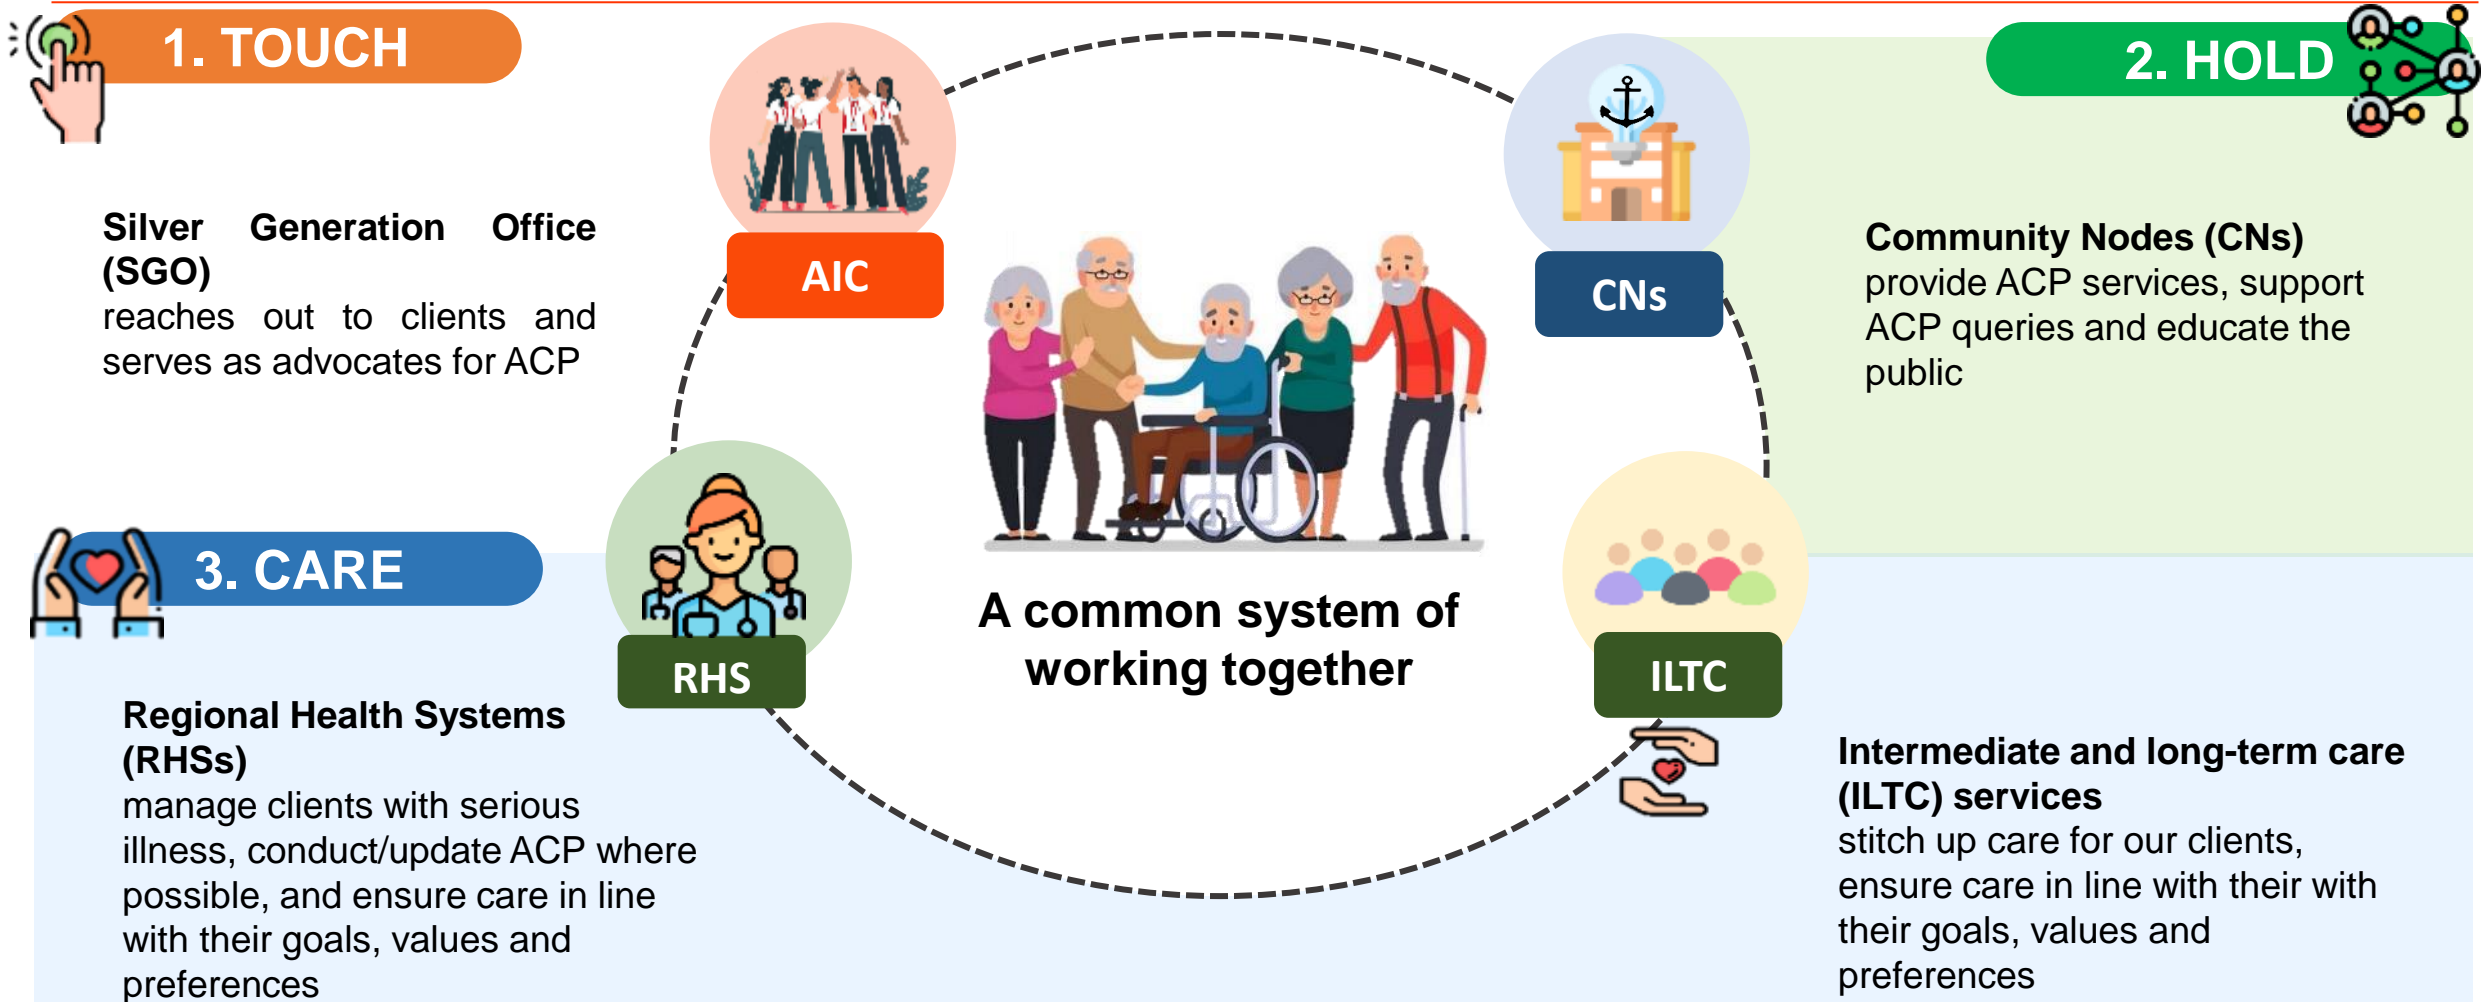 1. TOUCH
Silver Generation Office
(SGO)
reaches out to clients and
serves as advocates for ACP
AIC
CNs
2. HOLD
Community Nodes (CNs)
provide ACP services, support
ACP queries and educate the
public
A common system of
working together
3. CARE
RHS
Regional Health Systems
(RHSs)
manage clients with serious
illness, conduct/update ACP where
possible, and ensure care in line
with their goals, values and
preferences
ILTC
Intermediate and long-term care
(ILTC) services
stitch up care for our clients,
ensure care in line with their with
their goals, values and
preferences